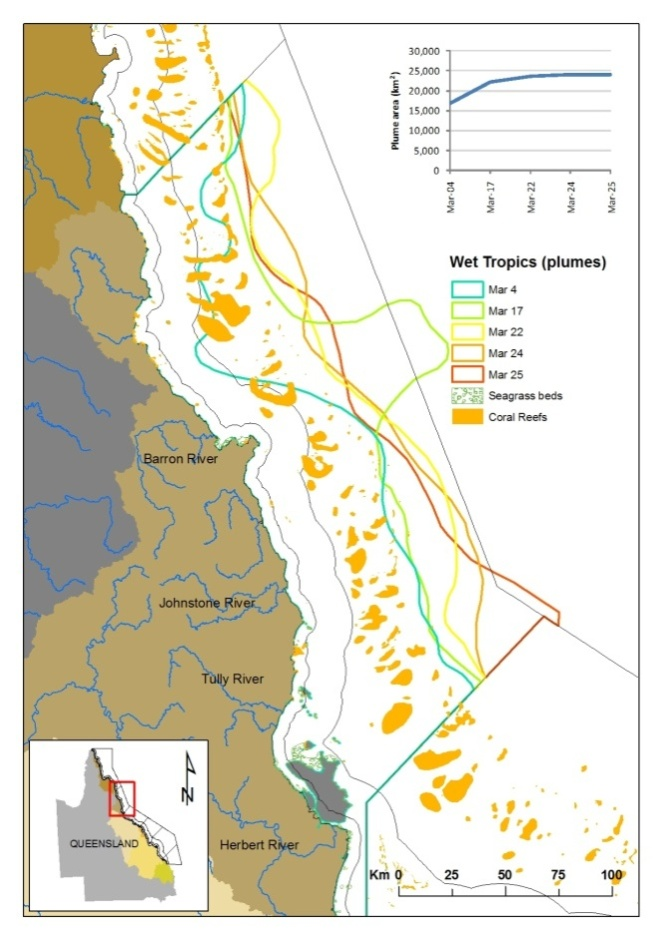 30,000
25,000
20,000
15,000
10,000
5,000
0
Plume area (km²)
Mar-04
Mar-17
Mar-22
Mar-24
Mar-25
Wet Tropics (plumes)
Mar 4
Mar 17
Mar 22
Mar 24
Mar 25
Seagrass beds
Coral Reefs
Barron River
Johnstone River
Tully River
Herbert River
N
QUEENSLAND
Km 0 25 50 75 100